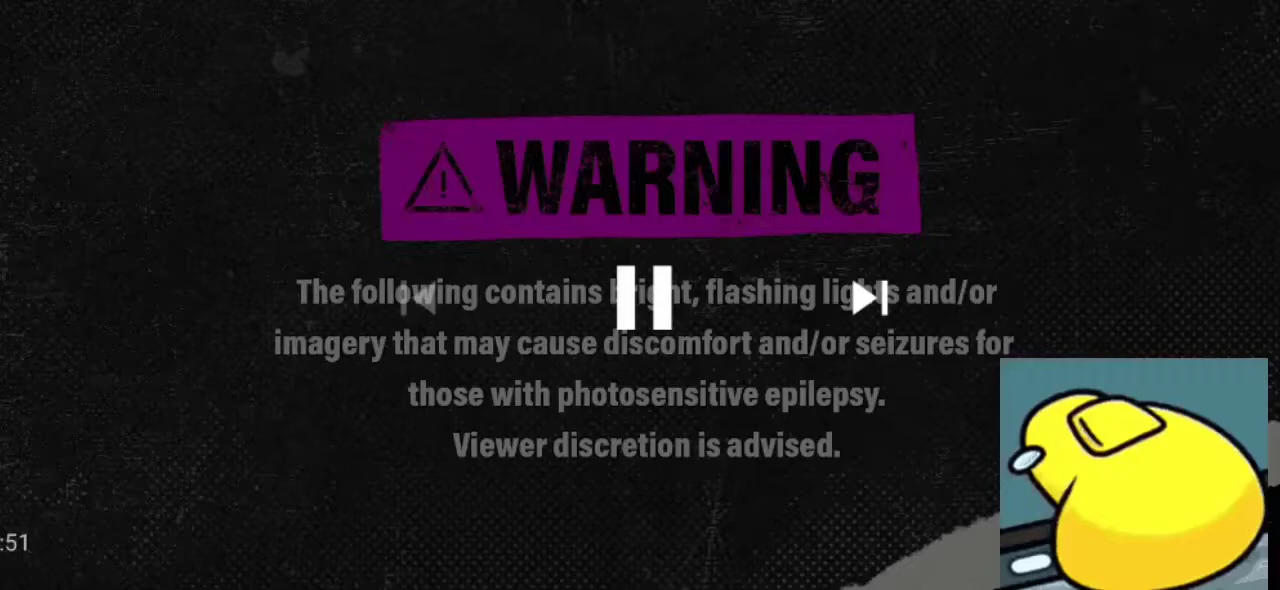 WARNING
The following contains bright, flashing lights and/or
imagery that may cause discomfort and/or seizures for
those with photosensitive epilepsy.
Viewer discretion is advised.
:51